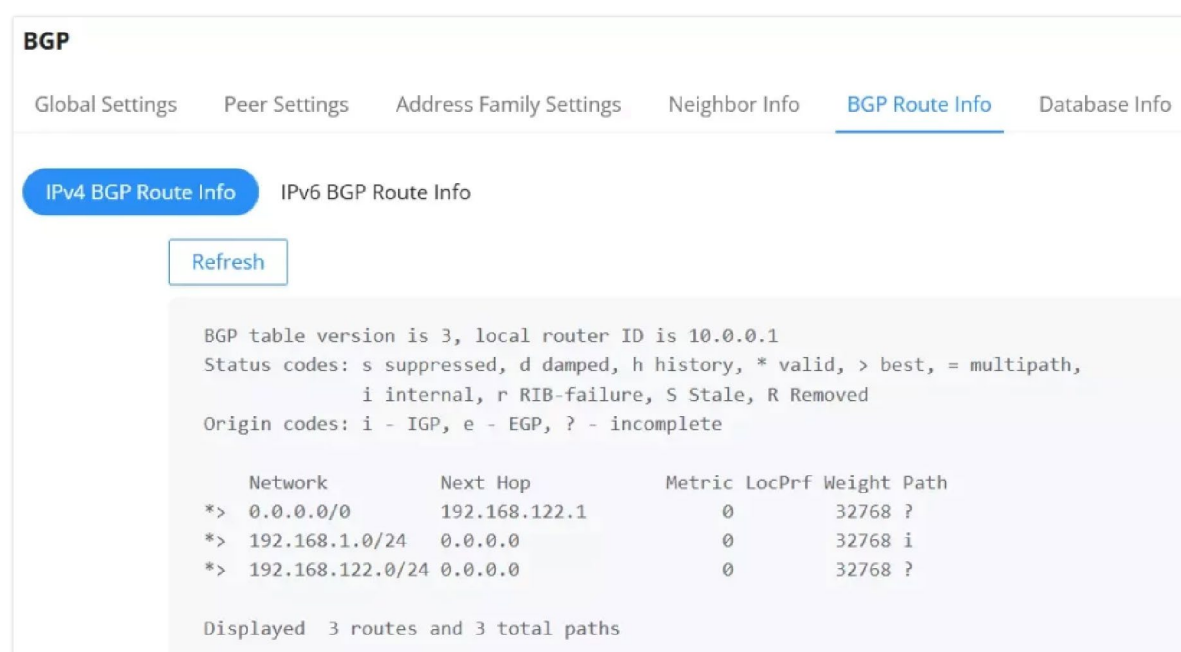 BGP
Global Settings Peer Settings Address Family Settings Neighbor Info BGP Route Info Database Info
IPv4 BGP Route Info IPv6 BGP Route Info
Refresh
BGP table version is 3, local router ID is 10.0.0.1
Status codes: s suppressed, d damped, h history, * valid, > best, = multipath,
i internal, r RIB-failure, S Stale, R Removed
Origin codes: i - IGP, e - EGP, ? - incomplete
Network Next Hop Metric LocPrf Weight Path
*> 0.0.0.0/0 192.168.122.1 0 32768 ?
*> 192.168.1.0/24 0.0.0.0 0 32768 i
*> 192.168.122.0/24 0.0.0.0 0 32768 ?
Displayed 3 routes and 3 total paths